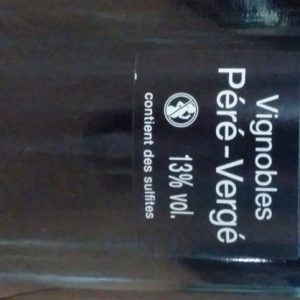 Vignobles
Péré-Vergé
13% vol.
contient des sulfites